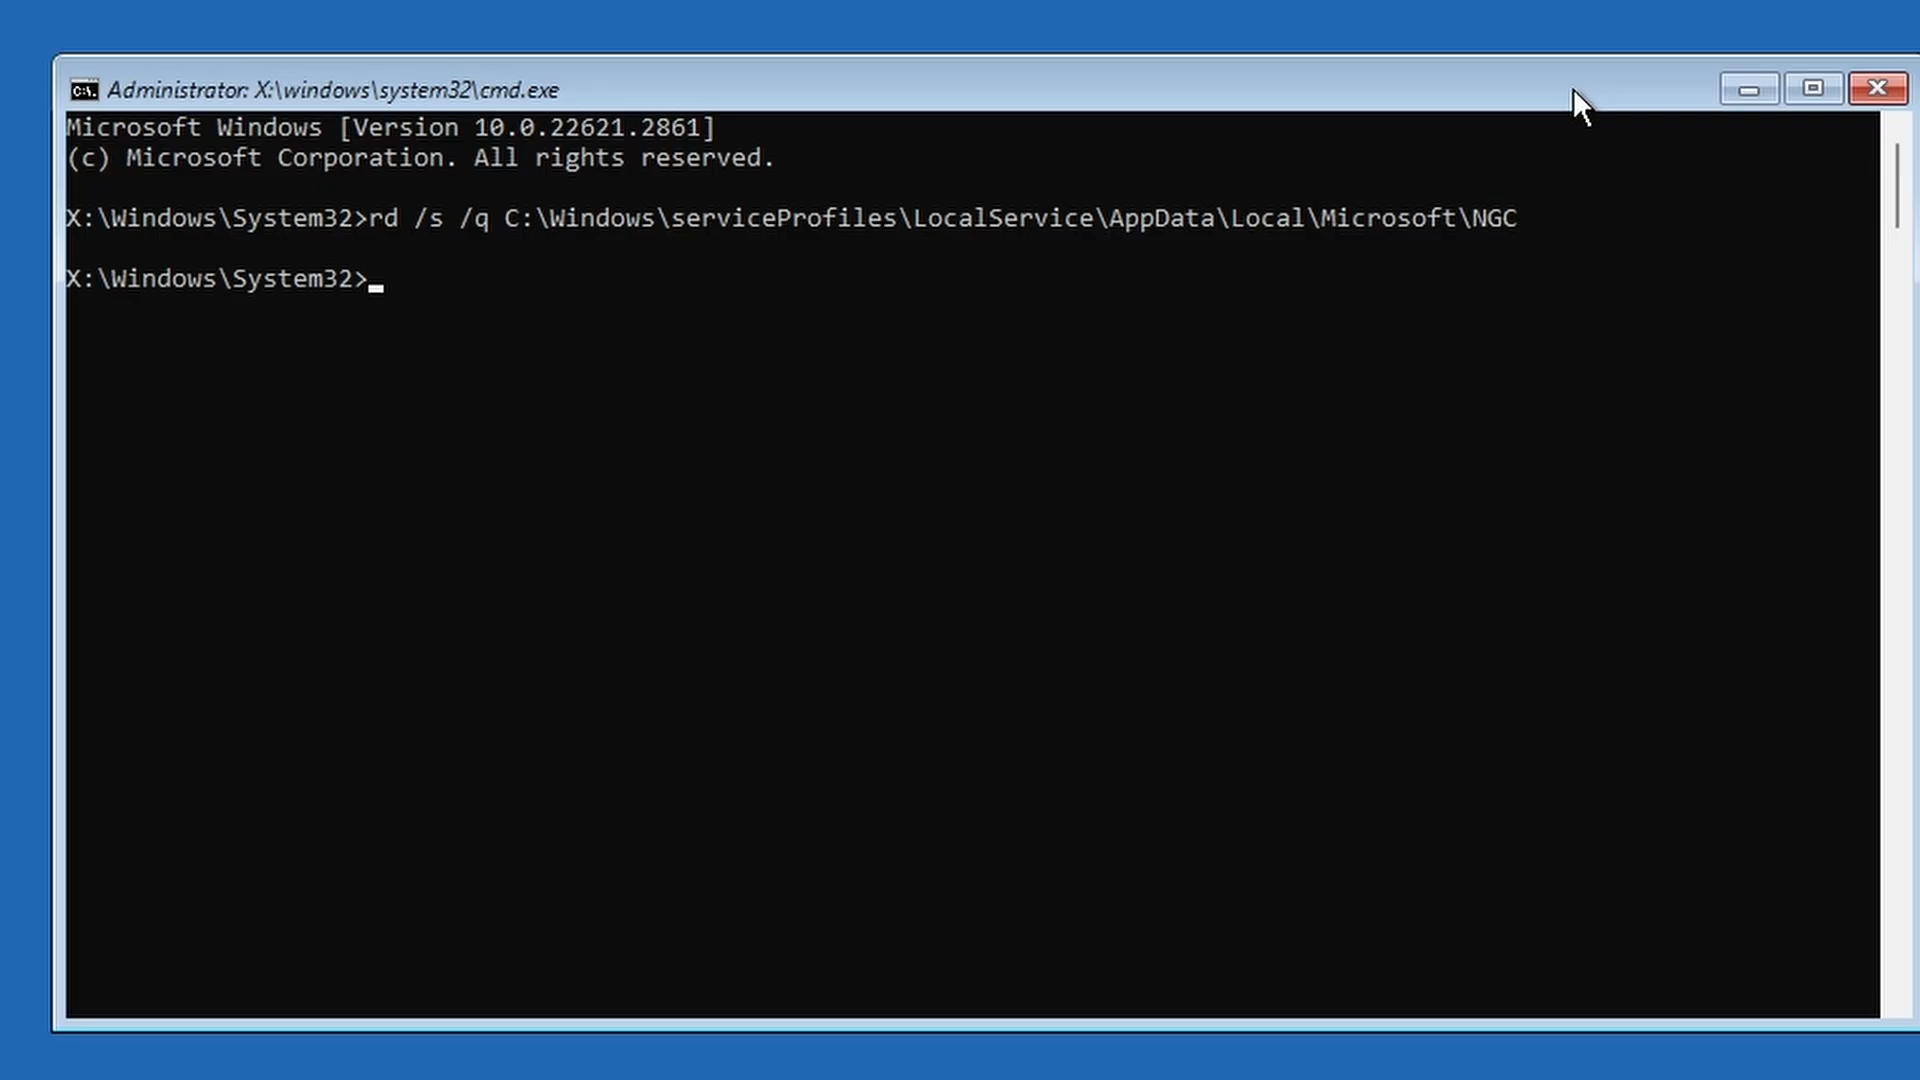 Administrator: X:\windows\system32\cmd.exe
Microsoft Windows [Version 10.0.22621.2861]
(c) Microsoft Corporation. All rights reserved.
X:\Windows\System32>rd /s /q C:\Windows\serviceProfiles\LocalService\AppData\Local\Microsoft\NGC
X:\Windows\System32>